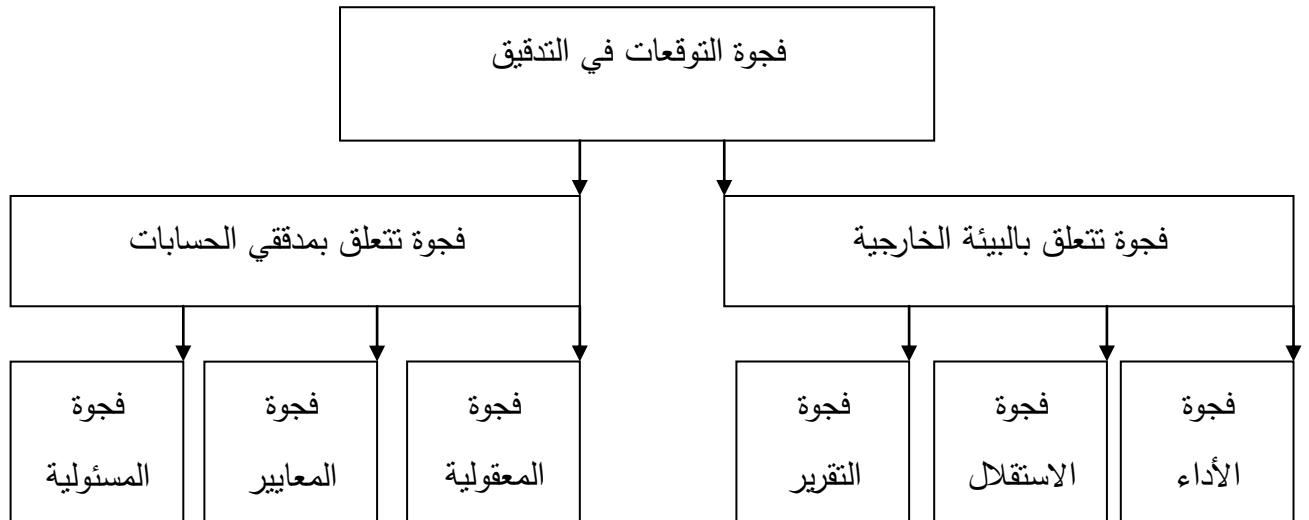 فجوة التوقعات في التدقيق
فجوة تتعلق بالبيئة الخارجية
فجوة تتعلق بمدققي الحسابات
فجوة
الأداء
فجوة
الاستقلال
فجوة
التقرير
فجوة
المعقولية
فجوة
المعايير
فجوة
المسئولية